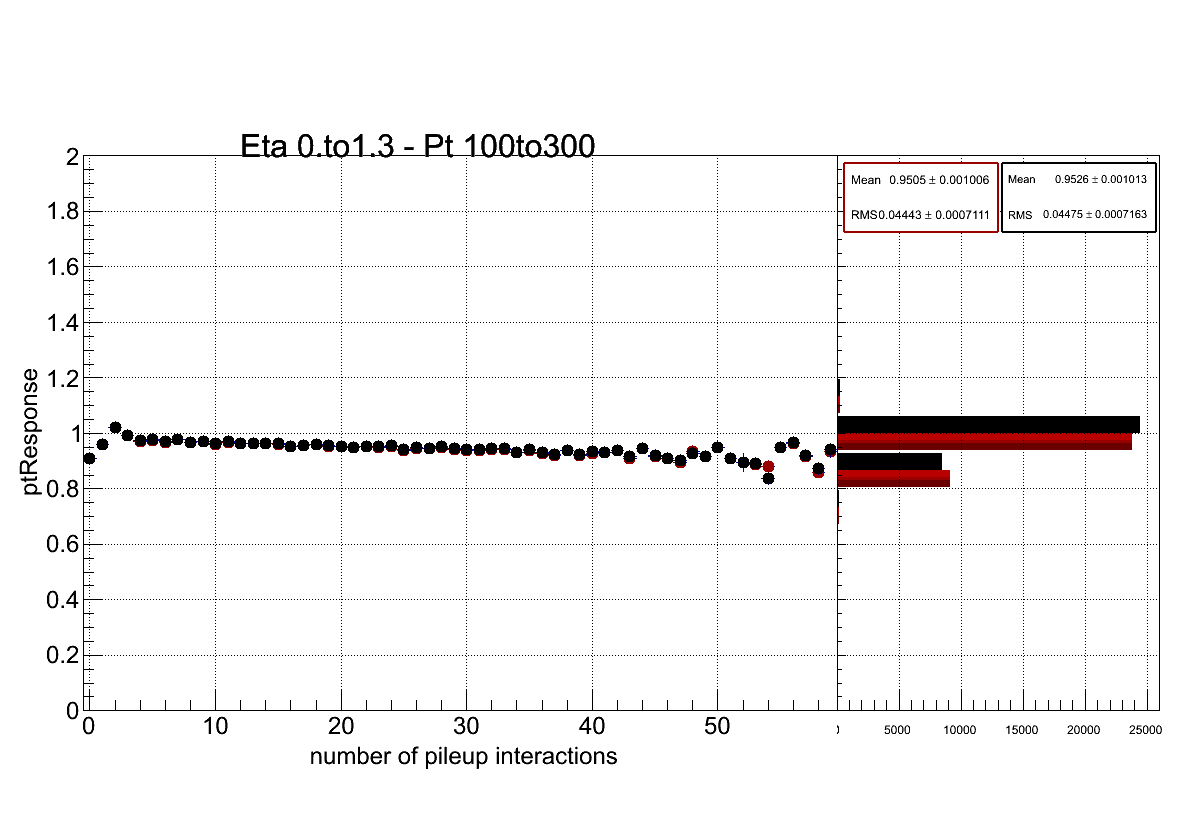 Eta 0.to1.3 - Pt 100to300
2
1.8
1.6
1.4
1.2
1
0.8
0.6
0.4
0.2
0
ptResponse
0 10 20 30 40 50
number of pileup interactions
Mean 0.9505 ± 0.001006
RMS 0.04443 ± 0.0007111
Mean 0.9526 ± 0.001013
RMS 0.04475 ± 0.0007163
5000 10000 15000 20000 25000